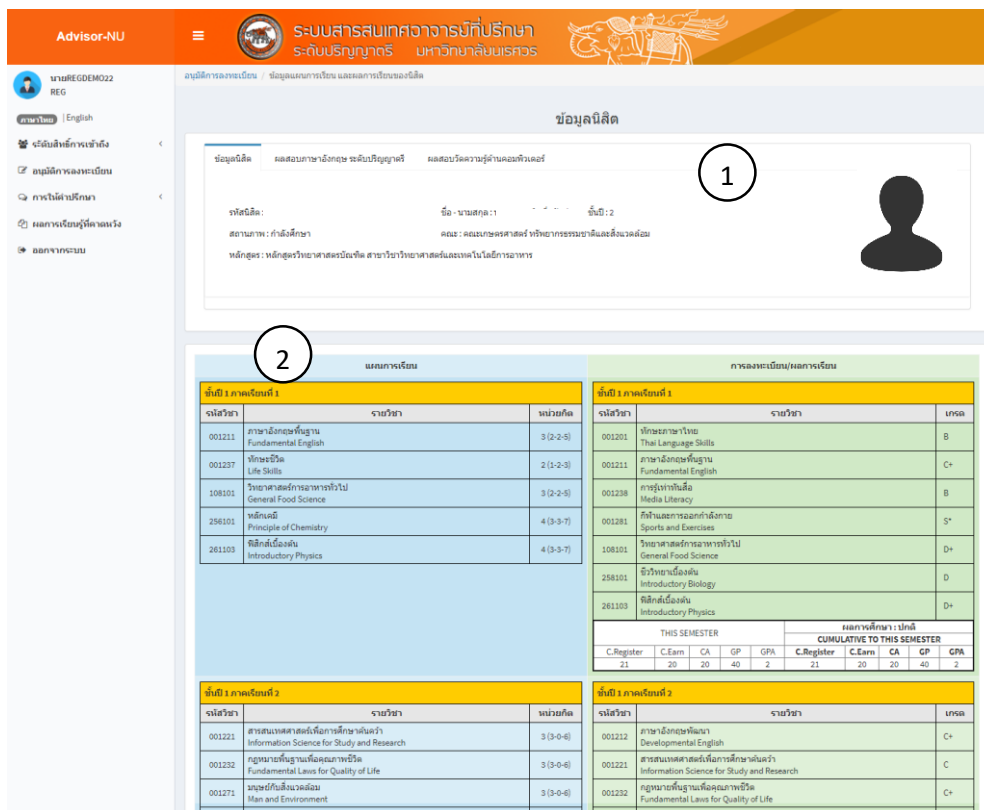 Advisor-NU
ระบบสารสนเทศอาจารย์ที่ปรึกษา
ระดับปริญญาตรี มหาวิทยาลัยนเรศวร
นายREGDEMO22
REG
ภาษาไทย | English
ระดับสิทธิ์การเข้าถึง
อนุมัติการลงทะเบียน
การให้คำปรึกษา
ผลการเรียนรู้ที่คาดหวัง
ออกจากระบบ
อนุมัติการลงทะเบียน / ข้อมูลแผนการเรียน และผลการเรียนของนิสิต
ข้อมูลนิสิต
ข้อมูลนิสิต ผลสอบภาษาอังกฤษ ระดับปริญญาตรี ผลสอบวัดความรู้ด้านคอมพิวเตอร์
1
รหัสนิสิต : ชื่อ - นามสกุล : ชั้นปี : 2
สถานภาพ : กำลังศึกษา คณะ : คณะเกษตรศาสตร์ ทรัพยากรธรรมชาติและสิ่งแวดล้อม
หลักสูตร : หลักสูตรวิทยาศาสตรบัณฑิต สาขาวิชาวิทยาศาสตร์และเทคโนโลยีการอาหาร
2
แผนการเรียน
ชั้นปี 1 ภาคเรียนที่ 1
รหัสวิชา รายวิชา หน่วยกิต
001211 ภาษาอังกฤษพื้นฐาน 3 (2-2-5)
Fundamental English
001237 ทักษะชีวิต 2 (1-2-3)
Life Skills
108101 วิทยาศาสตร์การอาหารทั่วไป 3 (2-2-5)
General Food Science
256101 หลักเคมี 4 (3-3-7)
Principle of Chemistry
261103 ฟิสิกส์เบื้องต้น 4 (3-3-7)
Introductory Physics
ชั้นปี 1 ภาคเรียนที่ 2
รหัสวิชา รายวิชา หน่วยกิต
001221 สารสนเทศศาสตร์เพื่อการศึกษาค้นคว้า 3 (3-0-6)
Information Science for Study and Research
001232 กฎหมายพื้นฐานเพื่อคุณภาพชีวิต 3 (3-0-6)
Fundamental Laws for Quality of Life
001271 มนุษย์กับสิ่งแวดล้อม 3 (3-0-6)
Man and Environment
การลงทะเบียน/ผลการเรียน
ชั้นปี 1 ภาคเรียนที่ 1
รหัสวิชา รายวิชา เกรด
001201 ทักษะภาษาไทย B
Thai Language Skills
001211 ภาษาอังกฤษพื้นฐาน C+
Fundamental English
001238 การรู้เท่าทันสื่อ B
Media Literacy
001281 กีฬาและการออกกำลังกาย S*
Sports and Exercises
108101 วิทยาศาสตร์การอาหารทั่วไป D+
General Food Science
258101 ชีววิทยาเบื้องต้น D
Introductory Biology
261103 ฟิสิกส์เบื้องต้น D+
Introductory Physics
THIS SEMESTER ผลการศึกษา : ปกติ
CUMULATIVE TO THIS SEMESTER
C.Register C.Earn CA GP GPA C.Register C.Earn CA GP GPA
21 20 20 40 2 21 20 20 40 2
ชั้นปี 1 ภาคเรียนที่ 2
รหัสวิชา รายวิชา เกรด
001212 ภาษาอังกฤษพัฒนา C+
Developmental English
001221 สารสนเทศศาสตร์เพื่อการศึกษาค้นคว้า C
Information Science for Study and Research
001232 กฎหมายพื้นฐานเพื่อคุณภาพชีวิต C+
Fundamental Laws for Quality of Life